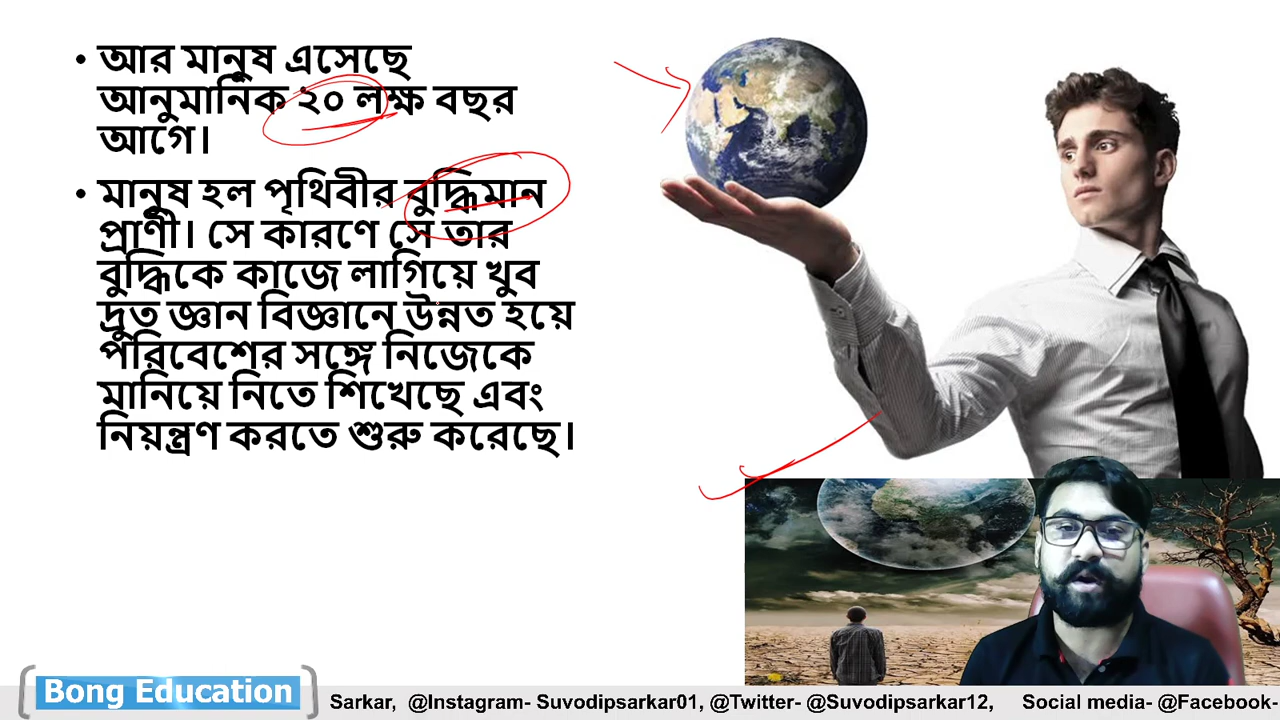 • আর মানুষ এসেছে
আনুমানিক ২০ লক্ষ বছর
আগে।
• মানুষ হল পৃথিবীর বুদ্ধিমান
প্রাণী। সে কারণে সে তার
বুদ্ধিকে কাজে লাগিয়ে খুব
দ্রুত জ্ঞান বিজ্ঞানে উন্নত হয়ে
পরিবেশের সঙ্গে নিজেকে
মানিয়ে নিতে শিখেছে এবং
নিয়ন্ত্রণ করতে শুরু করেছে।
Bong Education
Sarkar, @Instagram- Suvodipsarkar01, @Twitter- @Suvodipsarkar12, Social media- @Facebook-